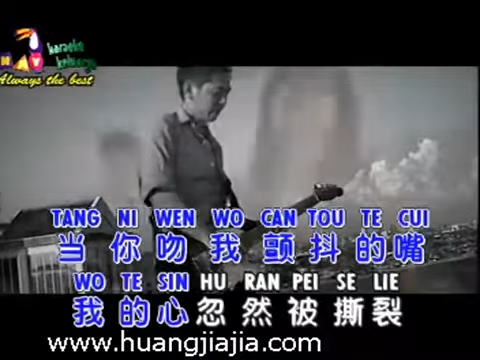 karaoke
keluarga
Always the best
TANG NI WEN WO CAN TOU TE CUI
当你吻我颤抖的嘴
WO TE SIN HU RAN PEI SE LIE
我的心忽然被撕裂
www.huangjiajia.com